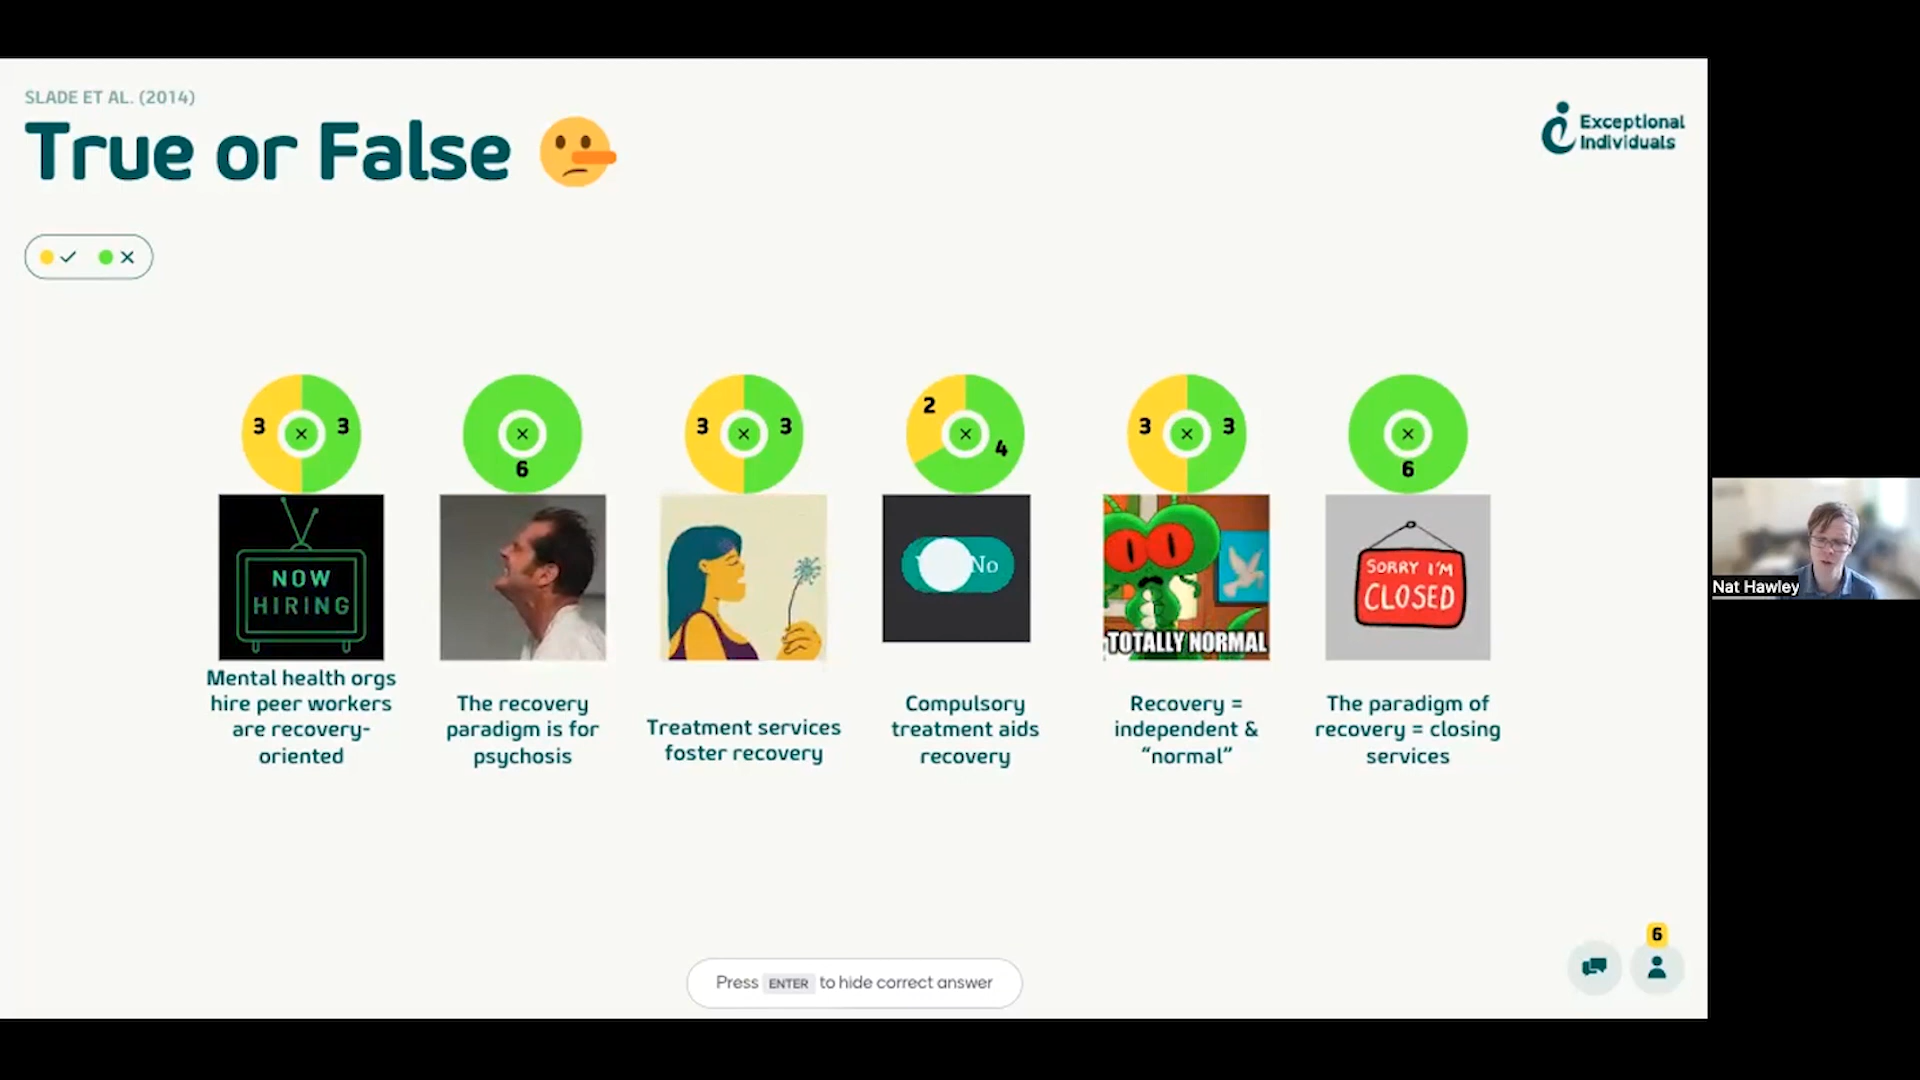 SLADE ET AL. (2014)
True or False
Exceptional
Individuals
3 3
6
3 3
2 4
3 3
6
NOW
HIRING
No
TOTALLY NORMAL
SORRY I'M
CLOSED
Mental health orgs
hire peer workers
are recovery-
oriented
The recovery
paradigm is for
psychosis
Treatment services
foster recovery
Compulsory
treatment aids
recovery
Recovery =
independent &
“normal”
The paradigm of
recovery = closing
services
Nat Hawley
6
Press ENTER to hide correct answer